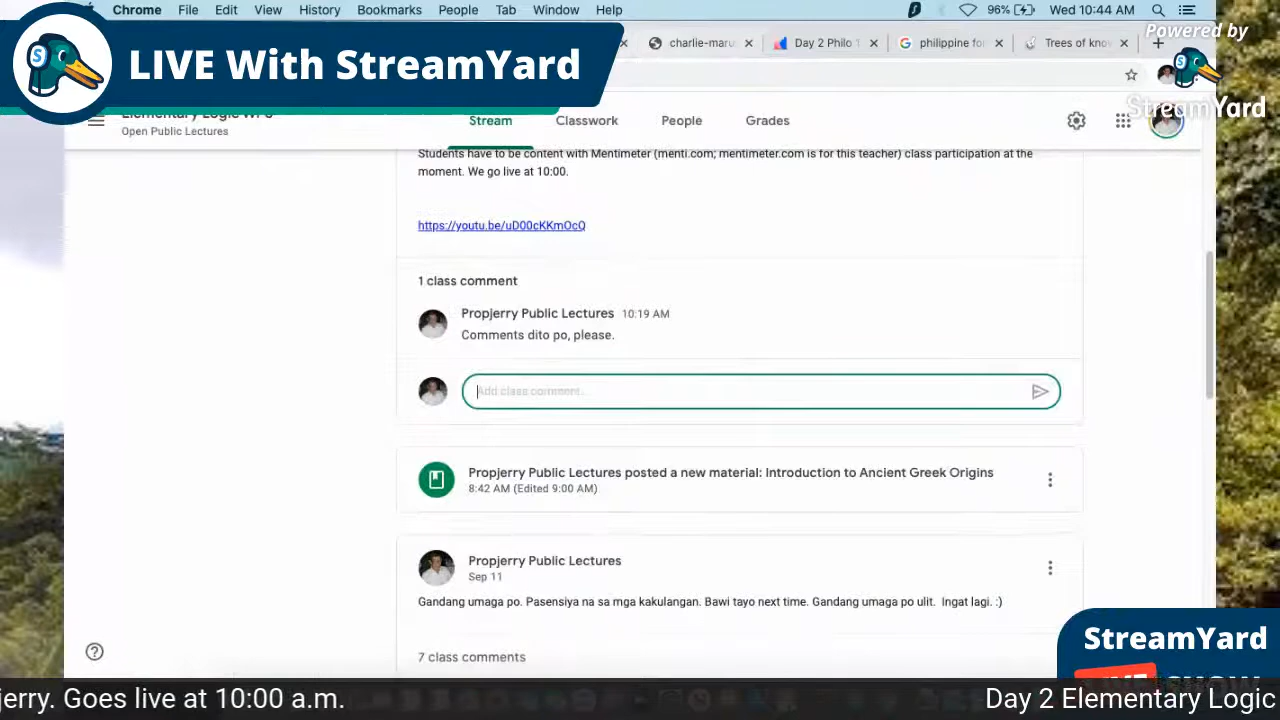 Chrome File Edit View History Bookmarks People Tab Window Help 96% Wed 10:44 AM
Powered by
StreamYard
LIVE With StreamYard
charlie-mar Day 2 Philo 1 philippine for Trees of know
Open Public Lectures
Stream Classwork People Grades
Students have to be content with Mentimeter (menti.com; mentimeter.com is for this teacher) class participation at the
moment. We go live at 10:00.
https://youtu.be/uD00cKKmOcQ
1 class comment
Propjerry Public Lectures 10:19 AM
Comments dito po, please.
Add class comment...
Propjerry Public Lectures posted a new material: Introduction to Ancient Greek Origins
8:42 AM (Edited 9:00 AM)
Propjerry Public Lectures
Sep 11
Gandang umaga po. Pasensiya na sa mga kakulangan. Bawi tayo next time. Gandang umaga po ulit. Ingat lagi. :)
7 class comments
StreamYard
jerry. Goes live at 10:00 a.m.
Day 2 Elementary Logic